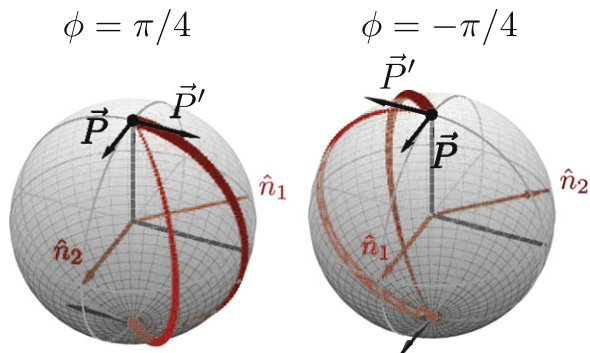 ϕ = π/4
ϕ = −π/4
P⃗
P⃗′
n̂₁
n̂₂
P⃗′
P⃗
n̂₂
n̂₁